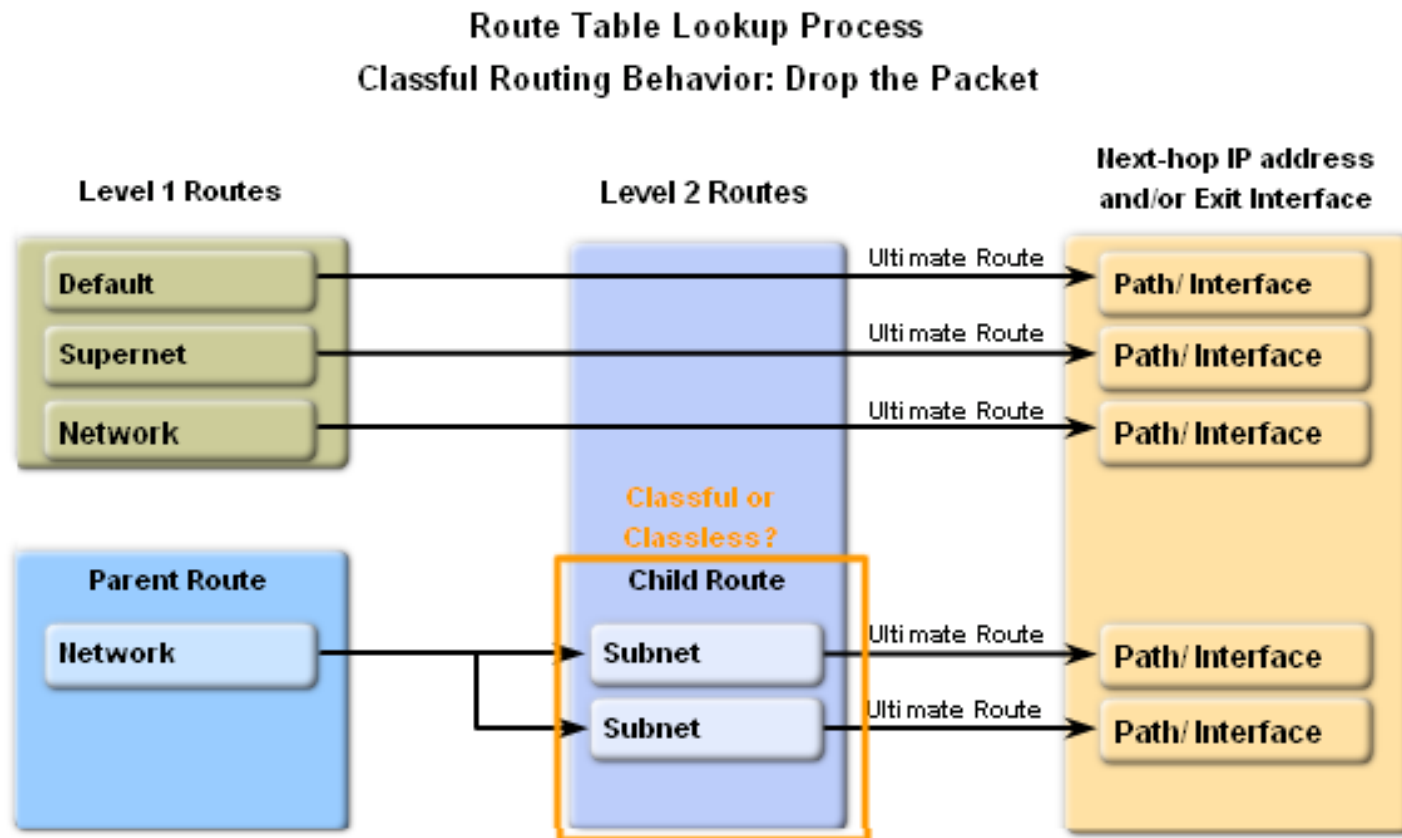 Route Table Lookup Process
Classful Routing Behavior: Drop the Packet
Level 1 Routes
Level 2 Routes
Next-hop IP address
and/or Exit Interface
Default
Ultimate Route
Path/ Interface
Supernet
Ultimate Route
Path/ Interface
Network
Ultimate Route
Path/ Interface
Classful or
Classless?
Parent Route
Child Route
Network
Subnet
Ultimate Route
Path/ Interface
Subnet
Ultimate Route
Path/ Interface